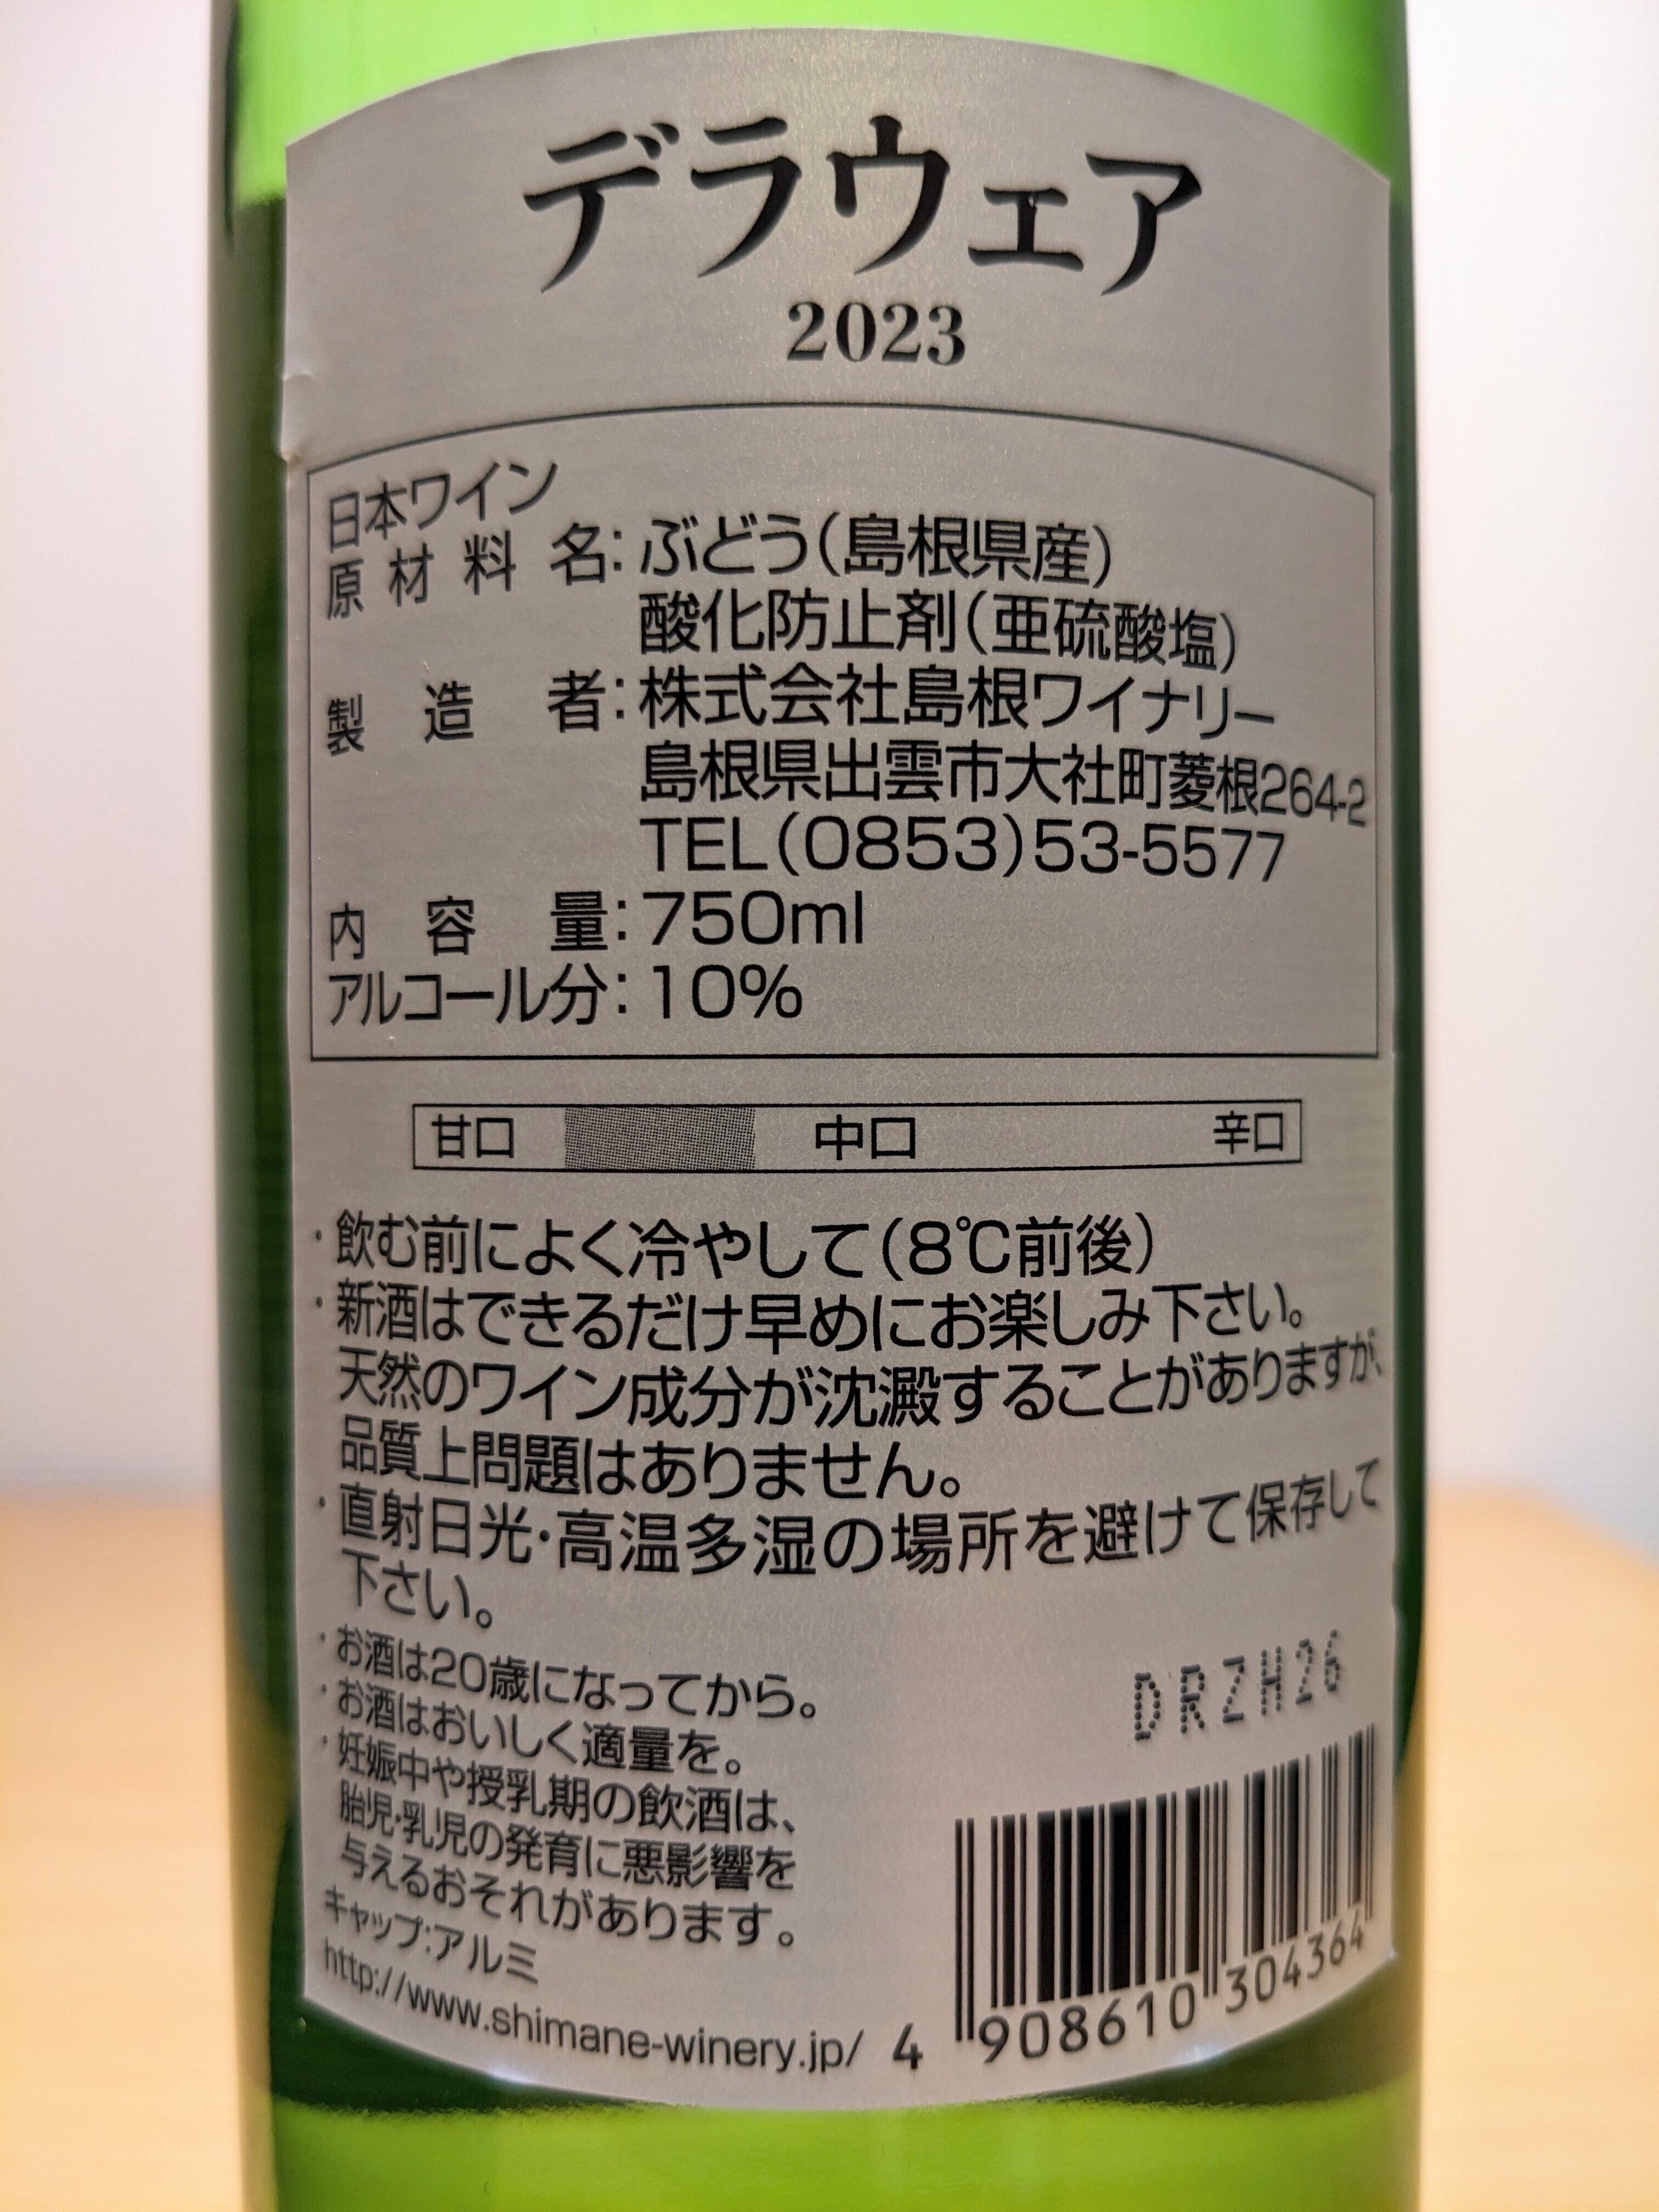 デラウェア
2023
日本ワイン
原材料名：ぶどう（島根県産）
酸化防止剤（亜硫酸塩）
製造者：株式会社島根ワイナリー
島根県出雲市大社町菱根264-2
TEL（0853）53-5577
内容量：750ml
アルコール分：10%
甘口 中口 辛口
・飲む前によく冷やして（8℃前後）
・新酒はできるだけ早めにお楽しみ下さい。
天然のワイン成分が沈澱することがありますが、
品質上問題はありません。
・直射日光・高温多湿の場所を避けて保存して
下さい。
・お酒は20歳になってから。
・お酒はおいしく適量を。
・妊娠中や授乳期の飲酒は、
胎児・乳児の発育に悪影響を
与えるおそれがあります。
キャップ：アルミ
http://www.shimane-winery.jp/
DRZH26
4 908610 304364